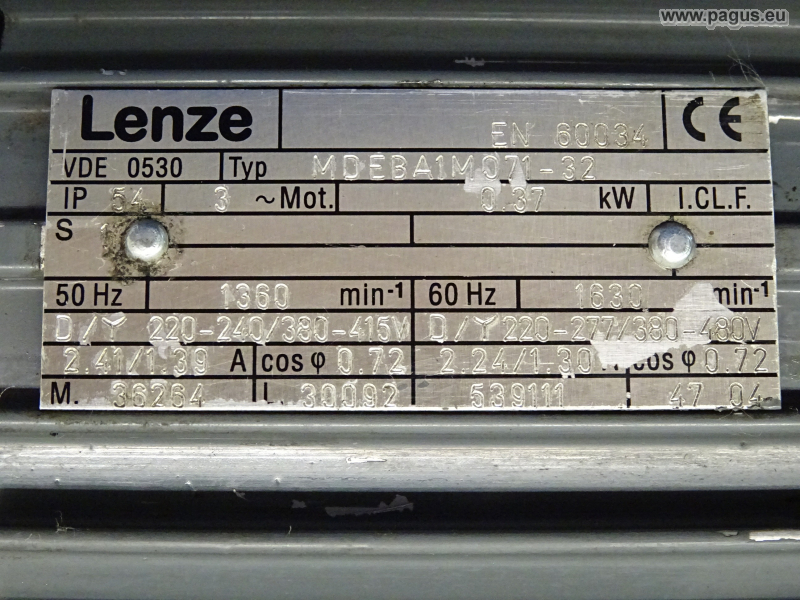 www.pagus.eu
Lenze EN 60034 CE
VDE 0530 Typ MDEBA1M071-32
IP 54 3 ~Mot. 0.37 kW I.CL.F.
S 1
50 Hz 1360 min-1 60 Hz 1630 min-1
D/Y 220-240/380-415V D/Y 220-277/380-480V
2.41/1.39 A cos φ 0.72 2.24/1.30 cos φ 0.72
M. 36264 L. 30092 539111 47 04